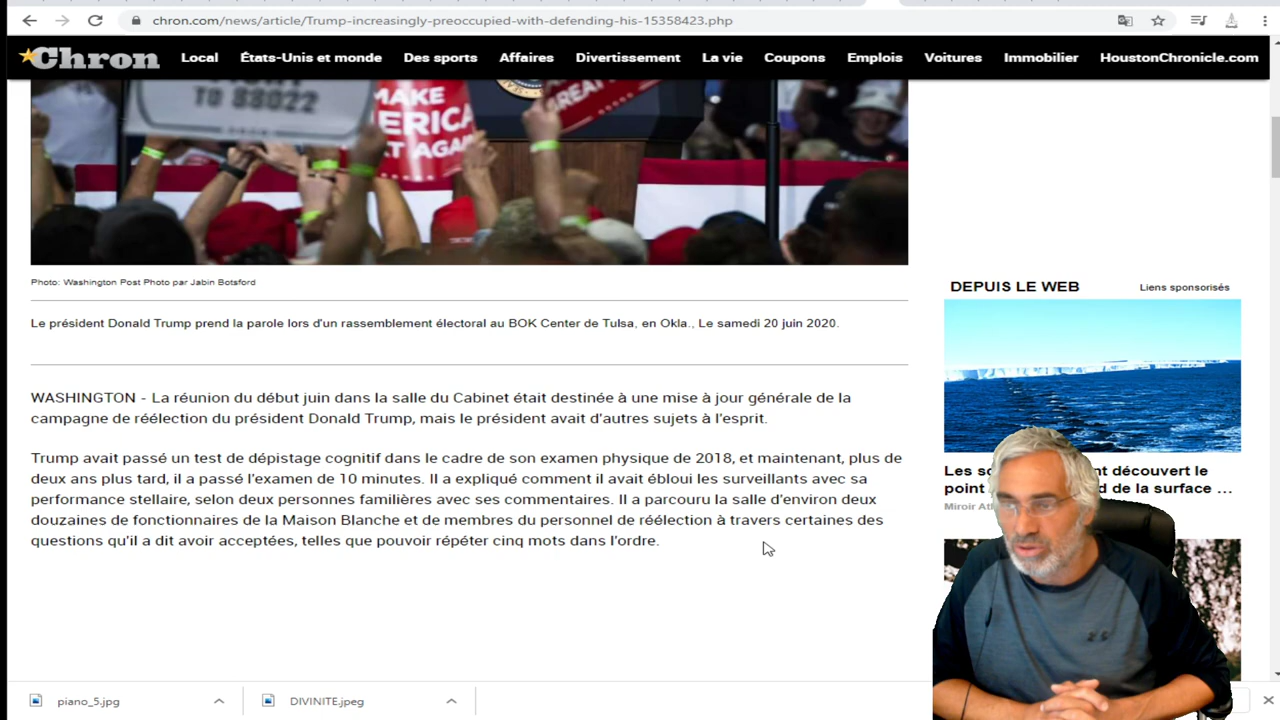 chron.com/news/article/Trump-increasingly-preoccupied-with-defending-his-15358423.php
Chron Local États-Unis et monde Des sports Affaires Divertissement La vie Coupons Emplois Voitures Immobilier HoustonChronicle.com
TO 88022
MAKE
GREAT
AGAI
Photo: Washington Post Photo par Jabin Botsford
Le président Donald Trump prend la parole lors d'un rassemblement électoral au BOK Center de Tulsa, en Okla., Le samedi 20 juin 2020.
WASHINGTON - La réunion du début juin dans la salle du Cabinet était destinée à une mise à jour générale de la
campagne de réélection du président Donald Trump, mais le président avait d'autres sujets à l'esprit.
Trump avait passé un test de dépistage cognitif dans le cadre de son examen physique de 2018, et maintenant, plus de
deux ans plus tard, il a passé l'examen de 10 minutes. Il a expliqué comment il avait ébloui les surveillants avec sa
performance stellaire, selon deux personnes familières avec ses commentaires. Il a parcouru la salle d'environ deux
douzaines de fonctionnaires de la Maison Blanche et de membres du personnel de réélection à travers certaines des
questions qu'il a dit avoir acceptées, telles que pouvoir répéter cinq mots dans l'ordre.
DEPUIS LE WEB Liens sponsorisés
Les nt découvert le
point d de la surface ...
Miroir
piano_5.jpg DIVINITE.jpeg